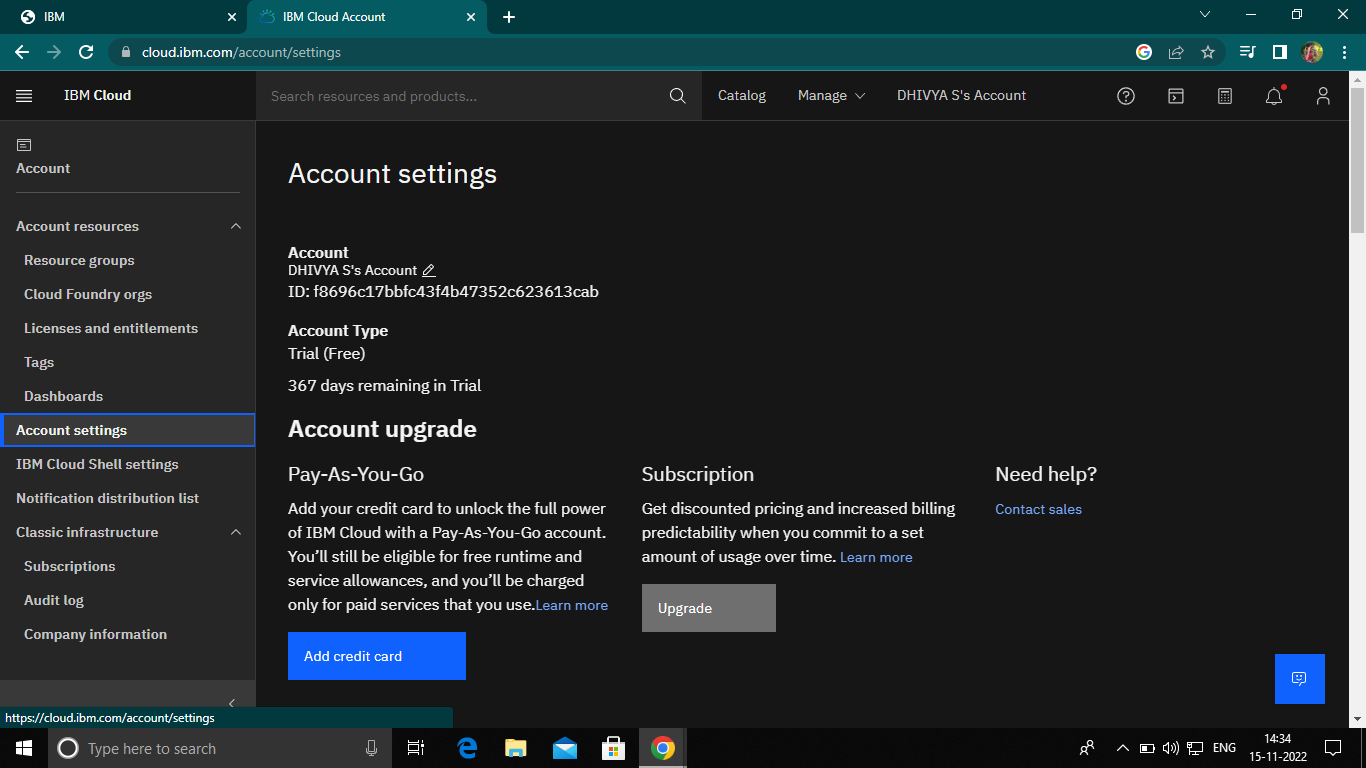 IBM
IBM Cloud Account
cloud.ibm.com/account/settings
IBM Cloud
Search resources and products...
Catalog
Manage
DHIVYA S's Account
Account
Account resources
Resource groups
Cloud Foundry orgs
Licenses and entitlements
Tags
Dashboards
Account settings
IBM Cloud Shell settings
Notification distribution list
Classic infrastructure
Subscriptions
Audit log
Company information
Account settings
Account
DHIVYA S's Account
ID: f8696c17bbfc43f4b47352c623613cab
Account Type
Trial (Free)
367 days remaining in Trial
Account upgrade
Pay-As-You-Go
Add your credit card to unlock the full power
of IBM Cloud with a Pay-As-You-Go account.
You’ll still be eligible for free runtime and
service allowances, and you’ll be charged
only for paid services that you use.Learn more
Add credit card
Subscription
Get discounted pricing and increased billing
predictability when you commit to a set
amount of usage over time. Learn more
Upgrade
Need help?
Contact sales
https://cloud.ibm.com/account/settings
Type here to search
ENG
14:34
15-11-2022